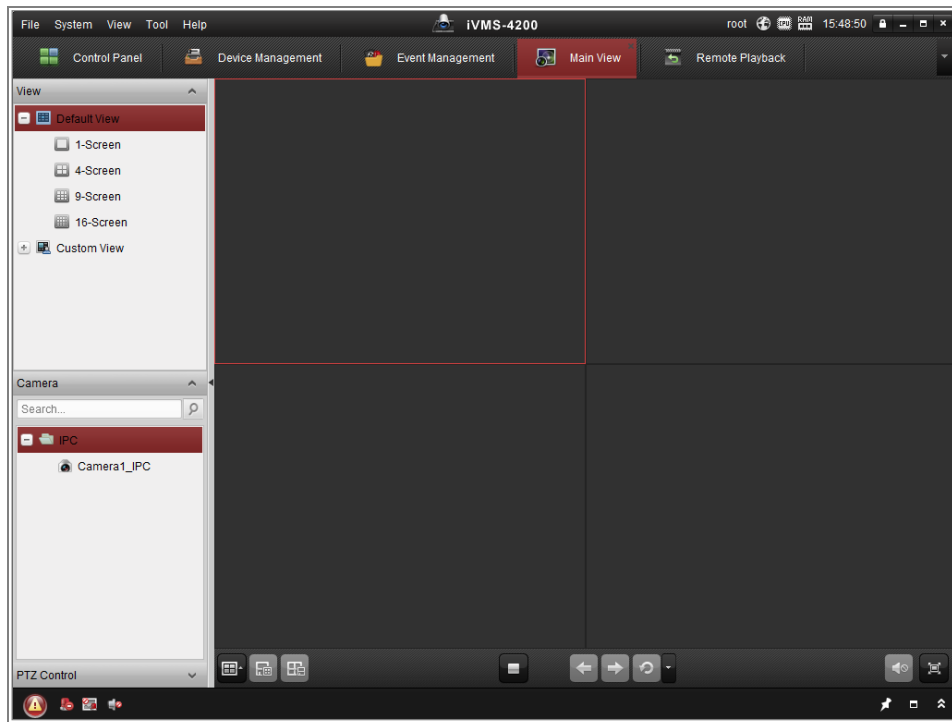 File System View Tool Help iVMS-4200 root CPU RAM 15:48:50
Control Panel Device Management Event Management Main View Remote Playback
View
Default View
1-Screen
4-Screen
9-Screen
16-Screen
Custom View
Camera
Search...
IPC
Camera1_IPC
PTZ Control